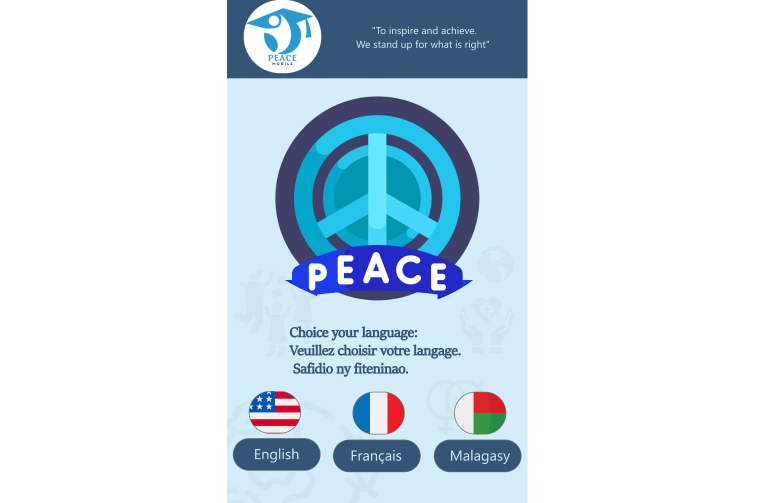 "To inspire and achieve.
We stand up for what is right"
PEACE
MOBILE
PEACE
Choice your language:
Veuillez choisir votre langage.
Safidio ny fiteninao.
English
Français
Malagasy